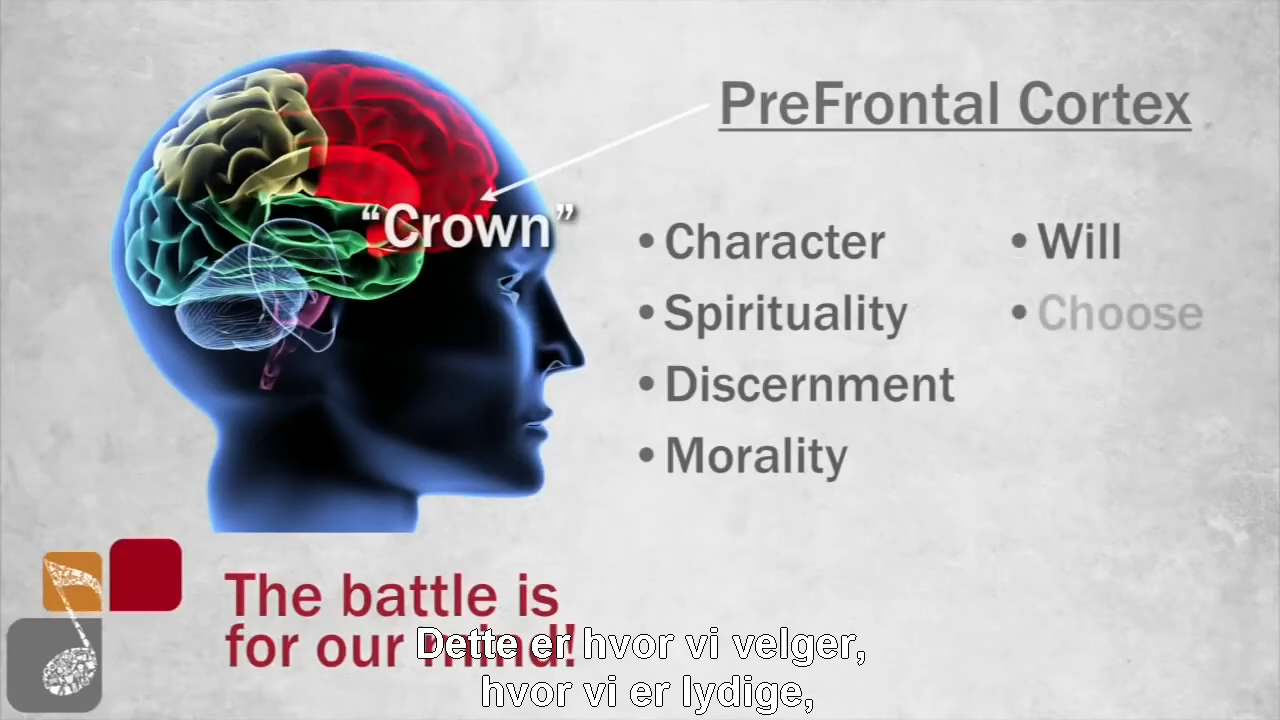 PreFrontal Cortex
“Crown”
• Character
• Spirituality
• Discernment
• Morality
• Will
• Choose
The battle is
for our mind!
Dette er hvor vi velger,
hvor vi er lydige,